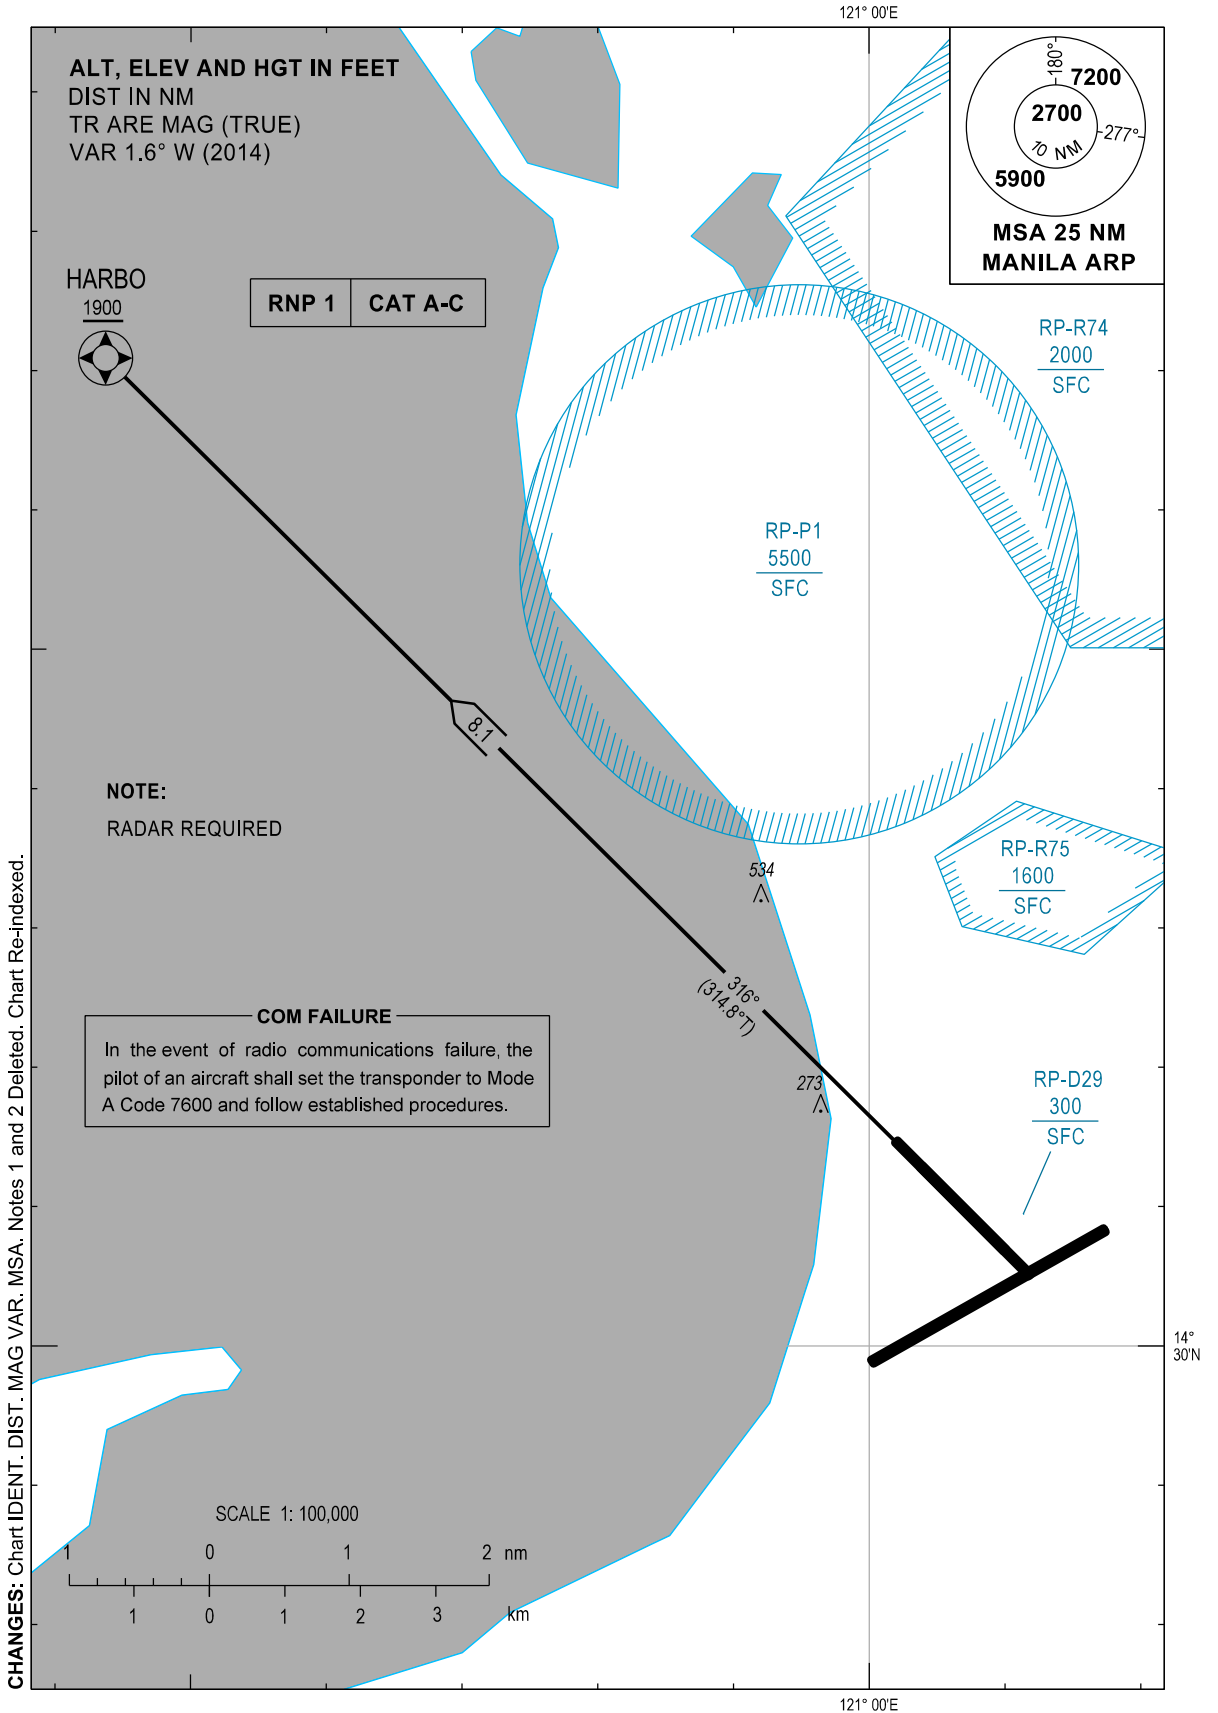 121° 00'E
ALT, ELEV AND HGT IN FEET
DIST IN NM
TR ARE MAG (TRUE)
VAR 1.6° W (2014)
180°
7200
2700
277°
10 NM
5900
MSA 25 NM
MANILA ARP
HARBO
1900
RNP 1 CAT A-C
RP-R74
2000
SFC
RP-P1
5500
SFC
8.1
NOTE:
RADAR REQUIRED
RP-R75
1600
SFC
534
316°
(314.8°T)
COM FAILURE
In the event of radio communications failure, the
pilot of an aircraft shall set the transponder to Mode
A Code 7600 and follow established procedures.
273
RP-D29
300
SFC
14°
30'N
SCALE 1: 100,000
1 0 1 2 nm
1 0 1 2 3 km
121° 00'E
CHANGES: Chart IDENT. DIST. MAG VAR. MSA. Notes 1 and 2 Deleted. Chart Re-indexed.